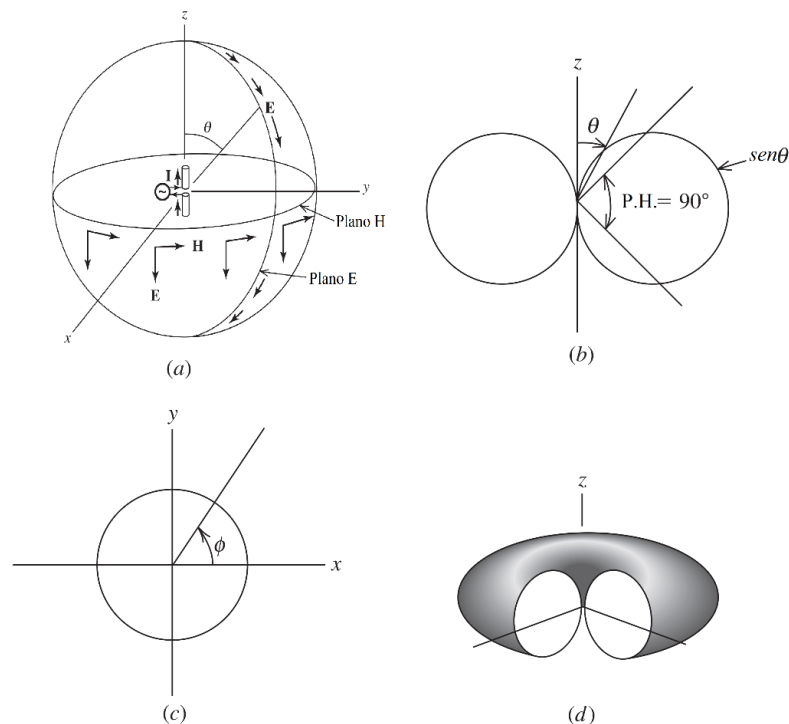 z
E
θ
I
~
y
Plano H
H
Plano E
E
x
(a)
z
θ
senθ
P.H.= 90°
(b)
y
ϕ
x
(c)
z
(d)